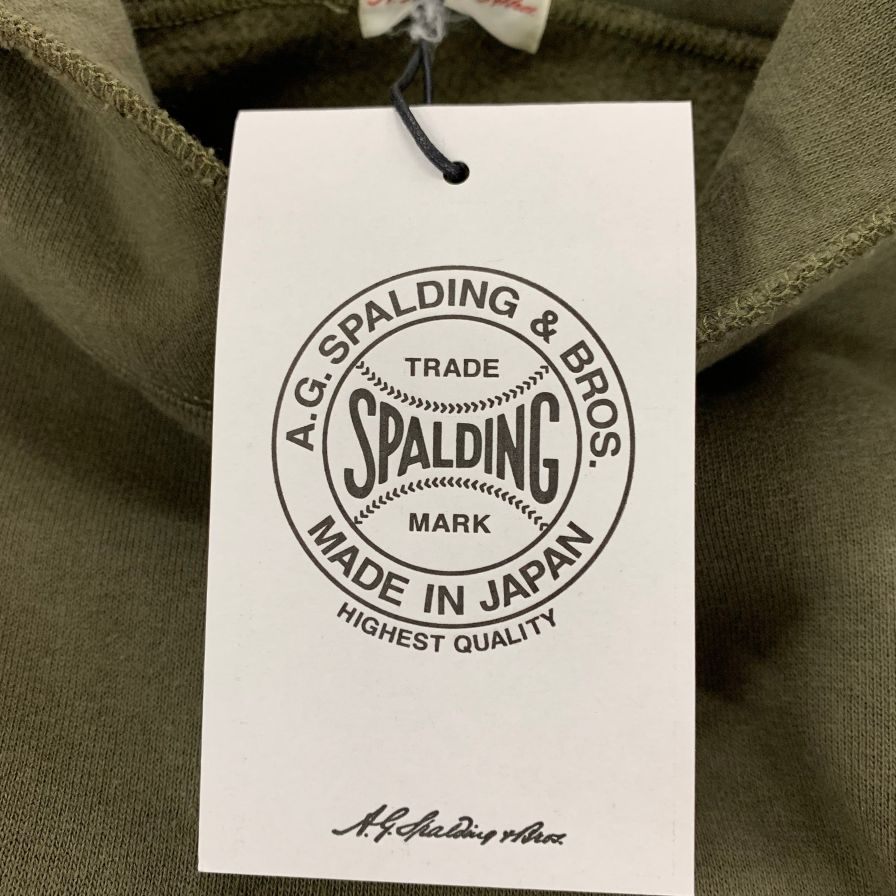 A.G. SPALDING & BROS.
TRADE
SPALDING
MARK
MADE IN JAPAN
HIGHEST QUALITY
A.G. Spalding & Bros.